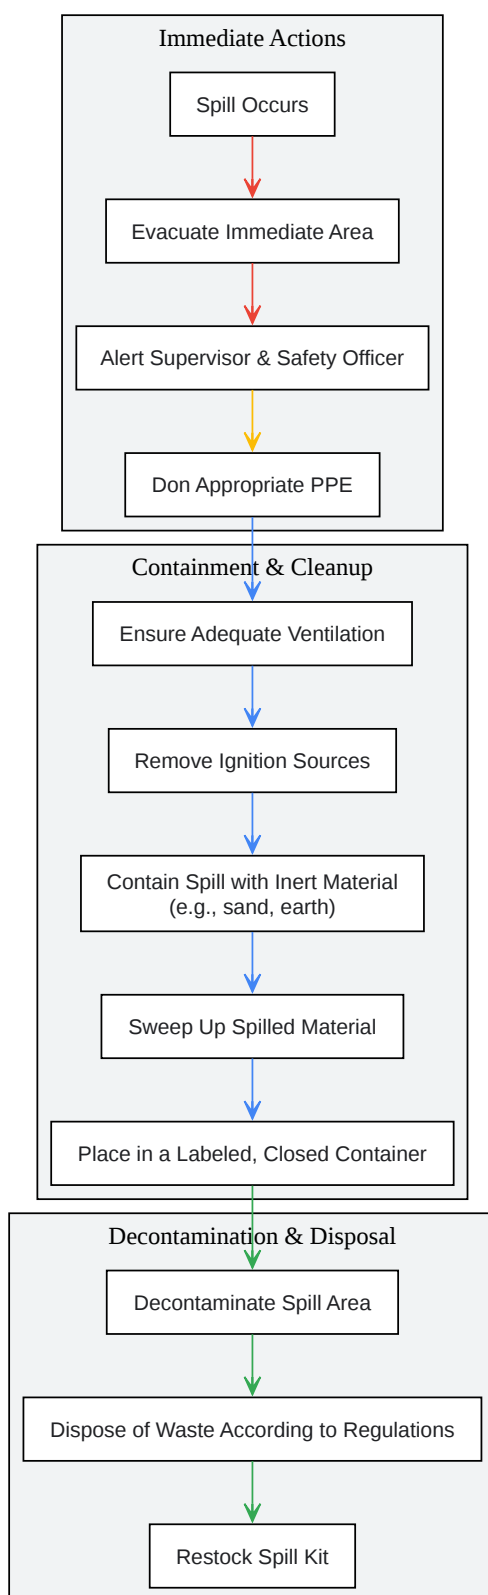 Immediate Actions
Spill Occurs
Evacuate Immediate Area
Alert Supervisor & Safety Officer
Don Appropriate PPE
Containment & Cleanup
Ensure Adequate Ventilation
Remove Ignition Sources
Contain Spill with Inert Material
(e.g., sand, earth)
Sweep Up Spilled Material
Place in a Labeled, Closed Container
Decontamination & Disposal
Decontaminate Spill Area
Dispose of Waste According to Regulations
Restock Spill Kit